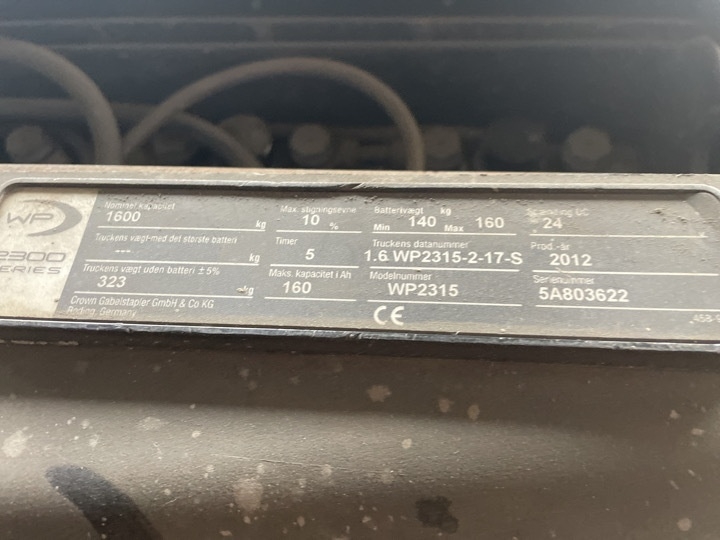 WP
2300
SERIES
Nominel kapacitet
1600 kg
Truckens vægt med det største batteri
--- kg
Truckens vægt uden batteri ±5%
323 kg
Crown Gabelstapler GmbH & Co KG
Roding, Germany
Max. stigningsevne
10 %
Timer
5
Maks. kapacitet i Ah
160
Batterivægt kg
Min 140 Max 160
Truckens datanummer
1.6. WP2315-2-17-S
Modelnummer
WP2315
CE
Spænding DC
24
Prod.-år
2012
Serienummer
5A803622